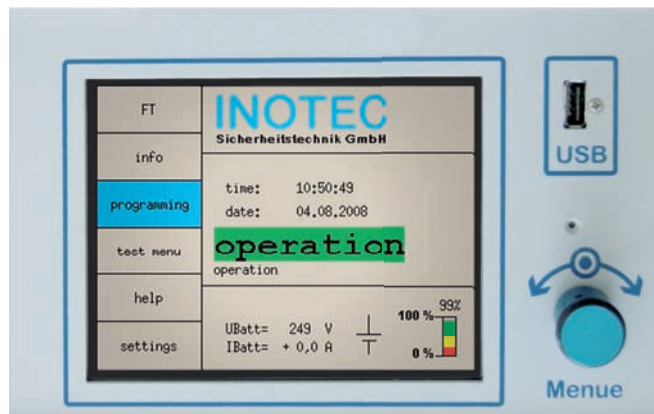 FT
info
programming
test menu
help
settings
INOTEC
Sicherheitstechnik GmbH
time: 10:50:49
date: 04.08.2008
operation
operation
UBatt= 249 V
IBatt= + 0,0 A
99%
100 %
0 %
USB
Menue